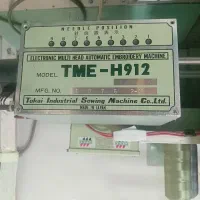 NEEDLE POSITION
ELECTRONIC MULTI HEAD AUTOMATIC EMBROIDERY MACHINE
MODEL TME-H912
MFG. NO.
Tokai Industrial Sewing Machine Co.,Ltd.
MADE IN JAPAN